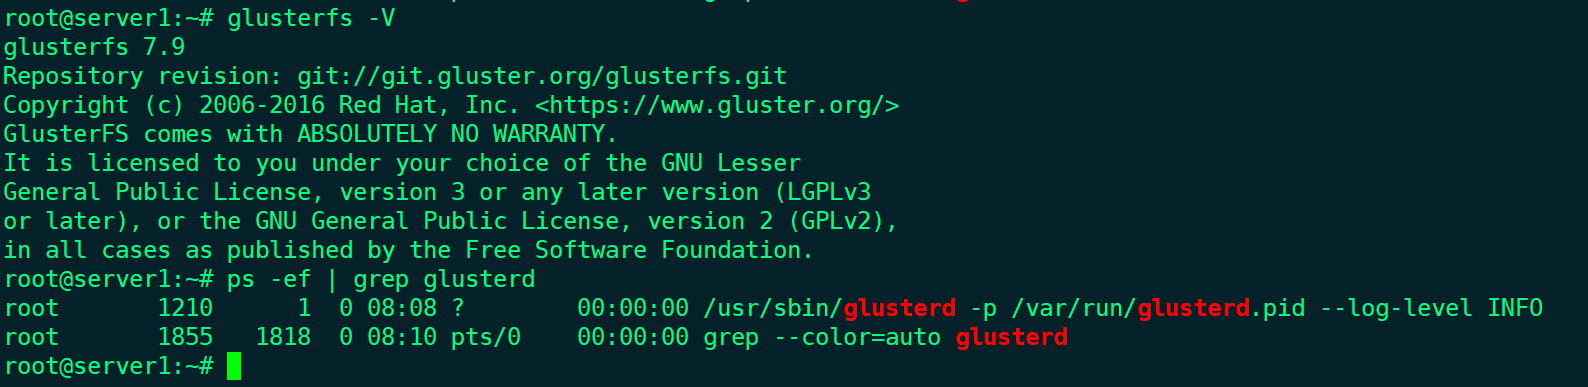 root@server1:~# glusterfs -V
glusterfs 7.9
Repository revision: git://git.gluster.org/glusterfs.git
Copyright (c) 2006-2016 Red Hat, Inc. <https://www.gluster.org/>
GlusterFS comes with ABSOLUTELY NO WARRANTY.
It is licensed to you under your choice of the GNU Lesser
General Public License, version 3 or any later version (LGPLv3
or later), or the GNU General Public License, version 2 (GPLv2),
in all cases as published by the Free Software Foundation.
root@server1:~# ps -ef | grep glusterd
root       1210      1  0 08:08 ?        00:00:00 /usr/sbin/glusterd -p /var/run/glusterd.pid --log-level INFO
root       1855   1818  0 08:10 pts/0    00:00:00 grep --color=auto glusterd
root@server1:~#